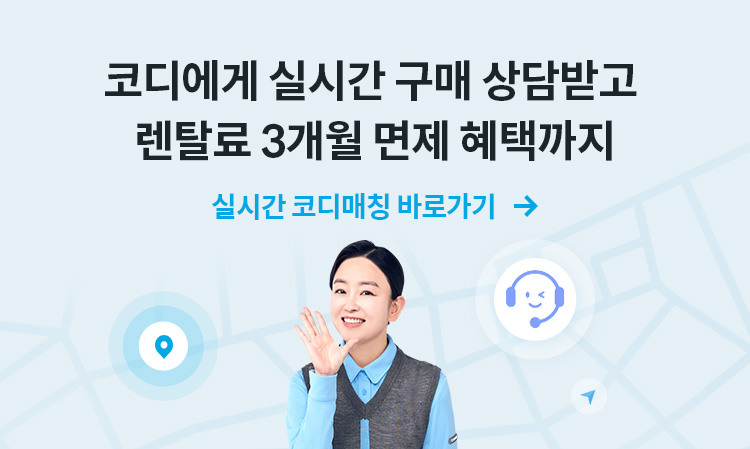 코디에게 실시간 구매 상담받고
렌탈료 3개월 면제 혜택까지
실시간 코디매칭 바로가기 →